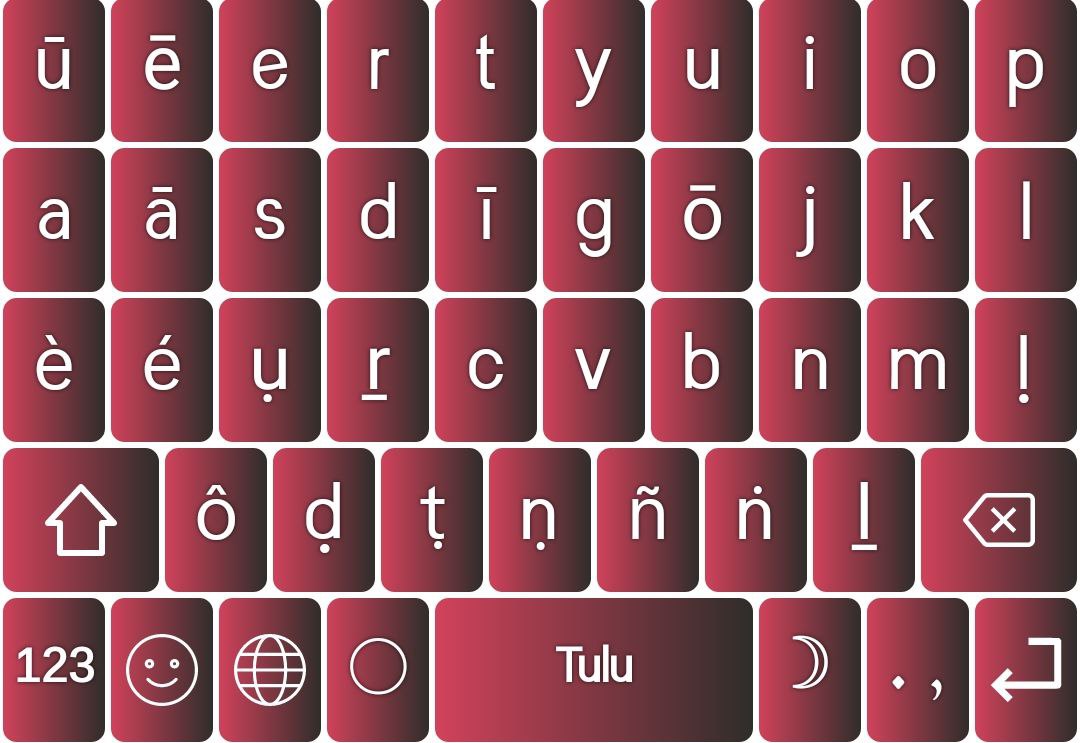 ū ē e r t y u i o p
a ā s d ī g ō j k l
è é ụ ṟ c v b n m ḷ
ô ḍ ṭ ṇ ñ ṅ ḻ
123 Tulu . ,